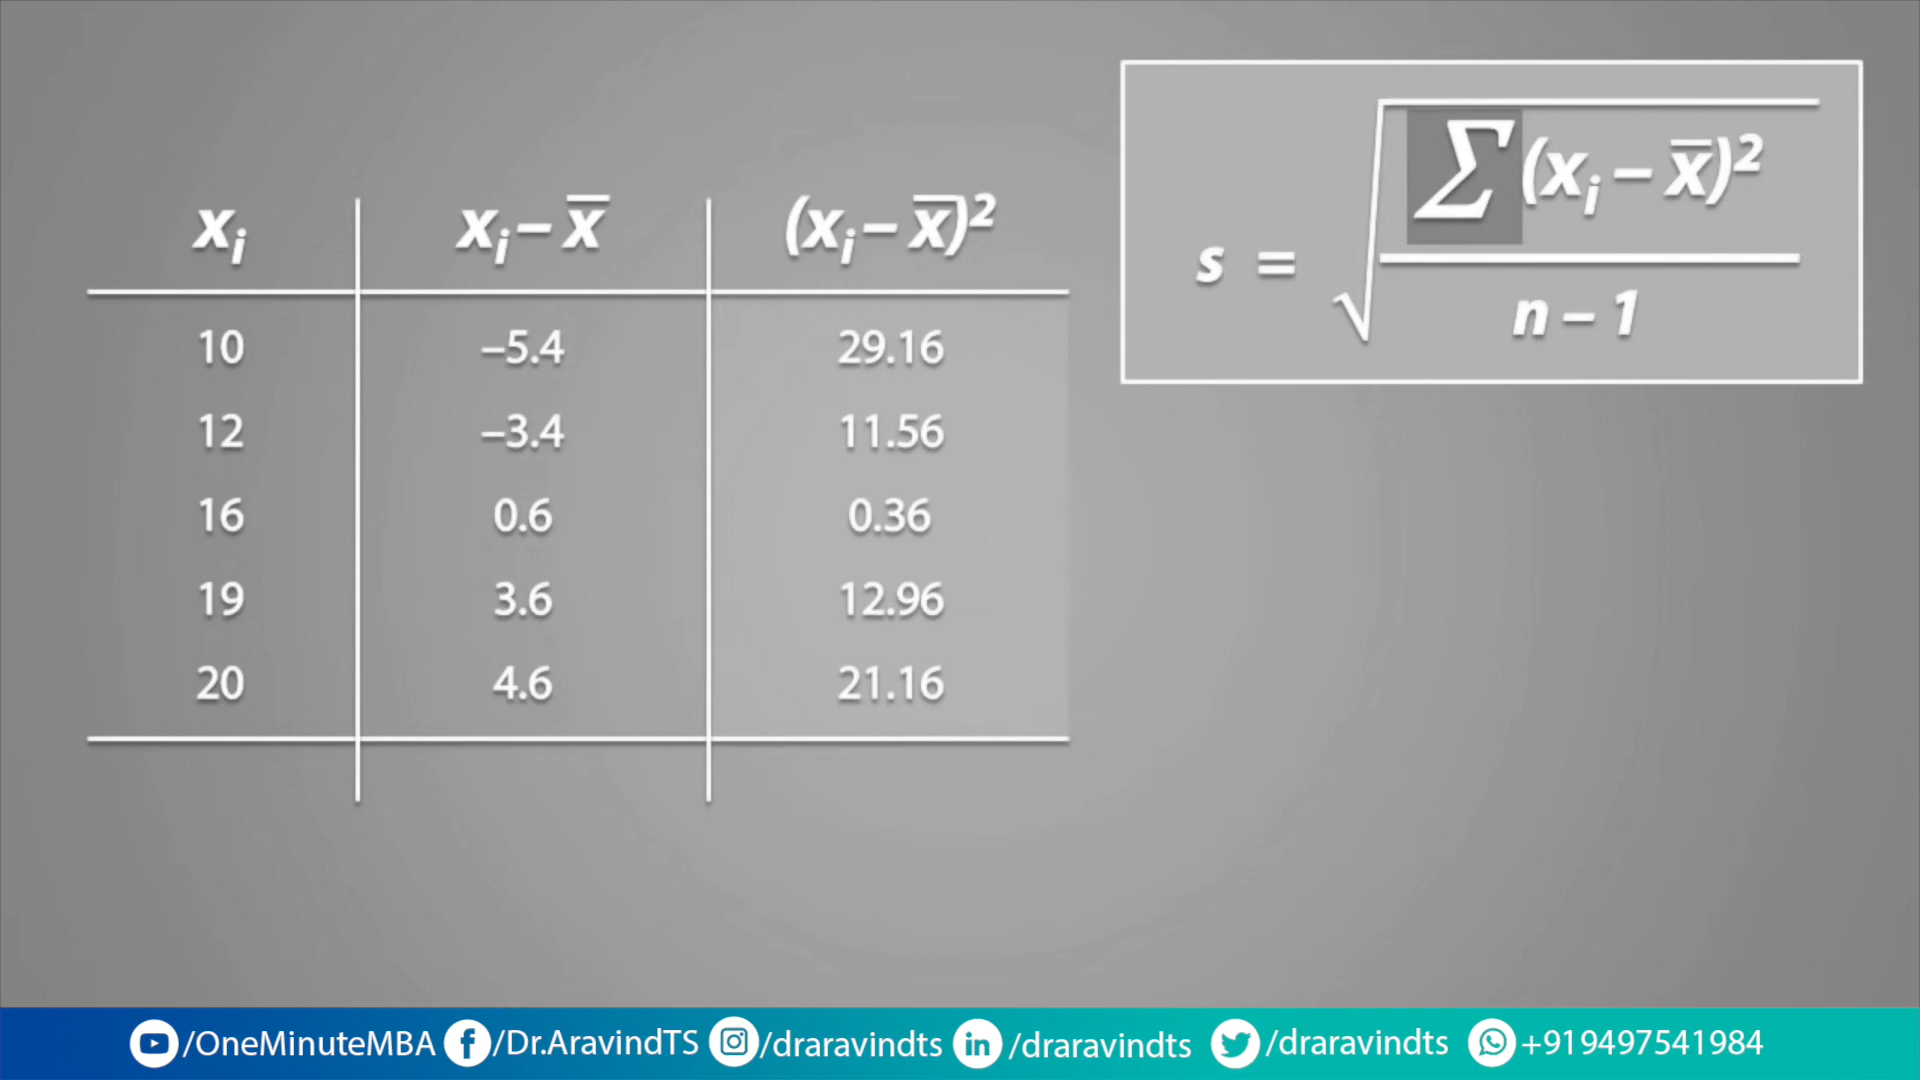 xᵢ xᵢ – x̅ (xᵢ – x̅)²
10 –5.4 29.16
12 –3.4 11.56
16 0.6 0.36
19 3.6 12.96
20 4.6 21.16
s = √ Σ(xᵢ – x̅)²
n – 1
/OneMinuteMBA /Dr.AravindTS /draravindts /draravindts /draravindts +919497541984